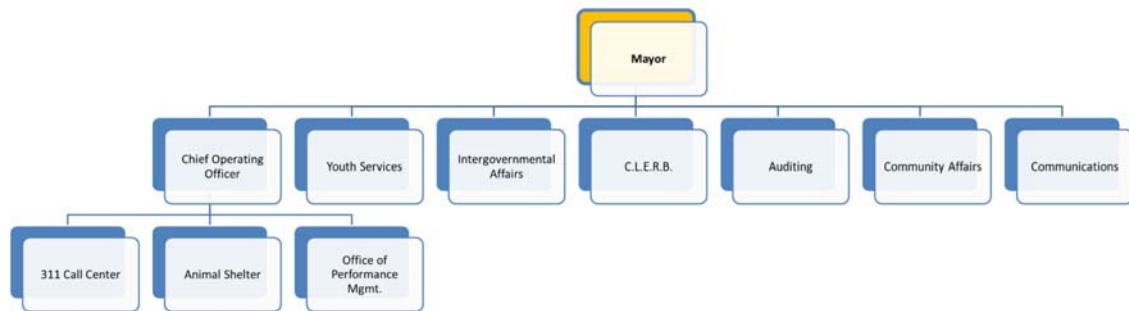 Mayor
Chief Operating
Officer
Youth Services
Intergovernmental
Affairs
C.L.E.R.B.
Auditing
Community Affairs
Communications
311 Call Center
Animal Shelter
Office of
Performance
Mgmt.